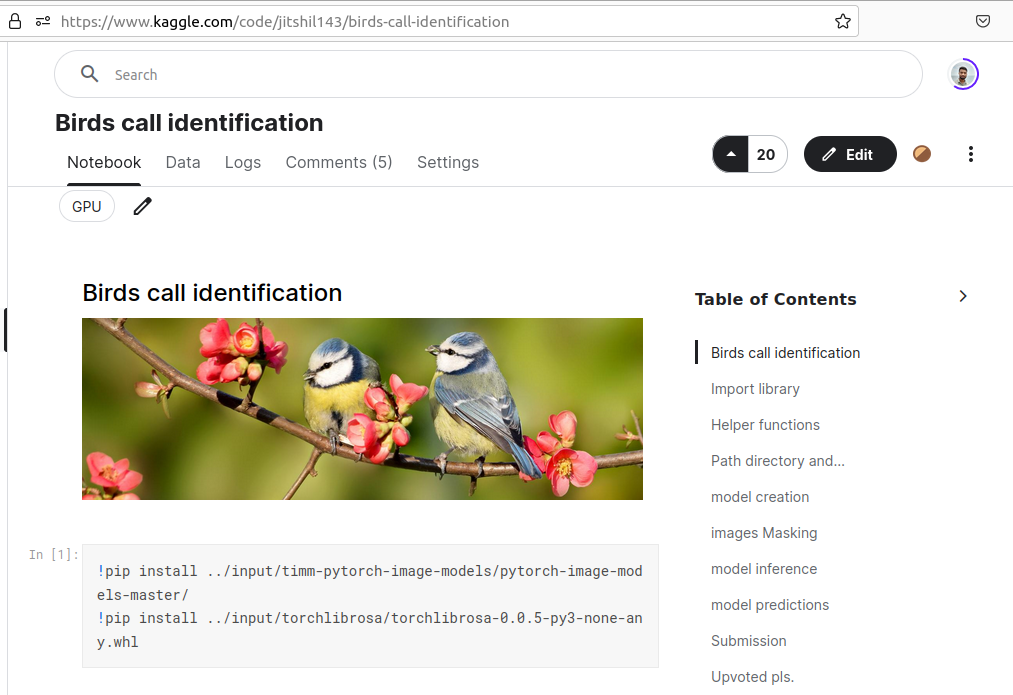 https://www.kaggle.com/code/jitshil143/birds-call-identification
Search
Birds call identification
Notebook
Data
Logs
Comments (5)
Settings
20
Edit
GPU
Birds call identification
In [1]:
!pip install ../input/timm-pytorch-image-models/pytorch-image-mod
els-master/
!pip install ../input/torchlibrosa/torchlibrosa-0.0.5-py3-none-an
y.whl
Table of Contents
Birds call identification
Import library
Helper functions
Path directory and...
model creation
images Masking
model inference
model predictions
Submission
Upvoted pls.